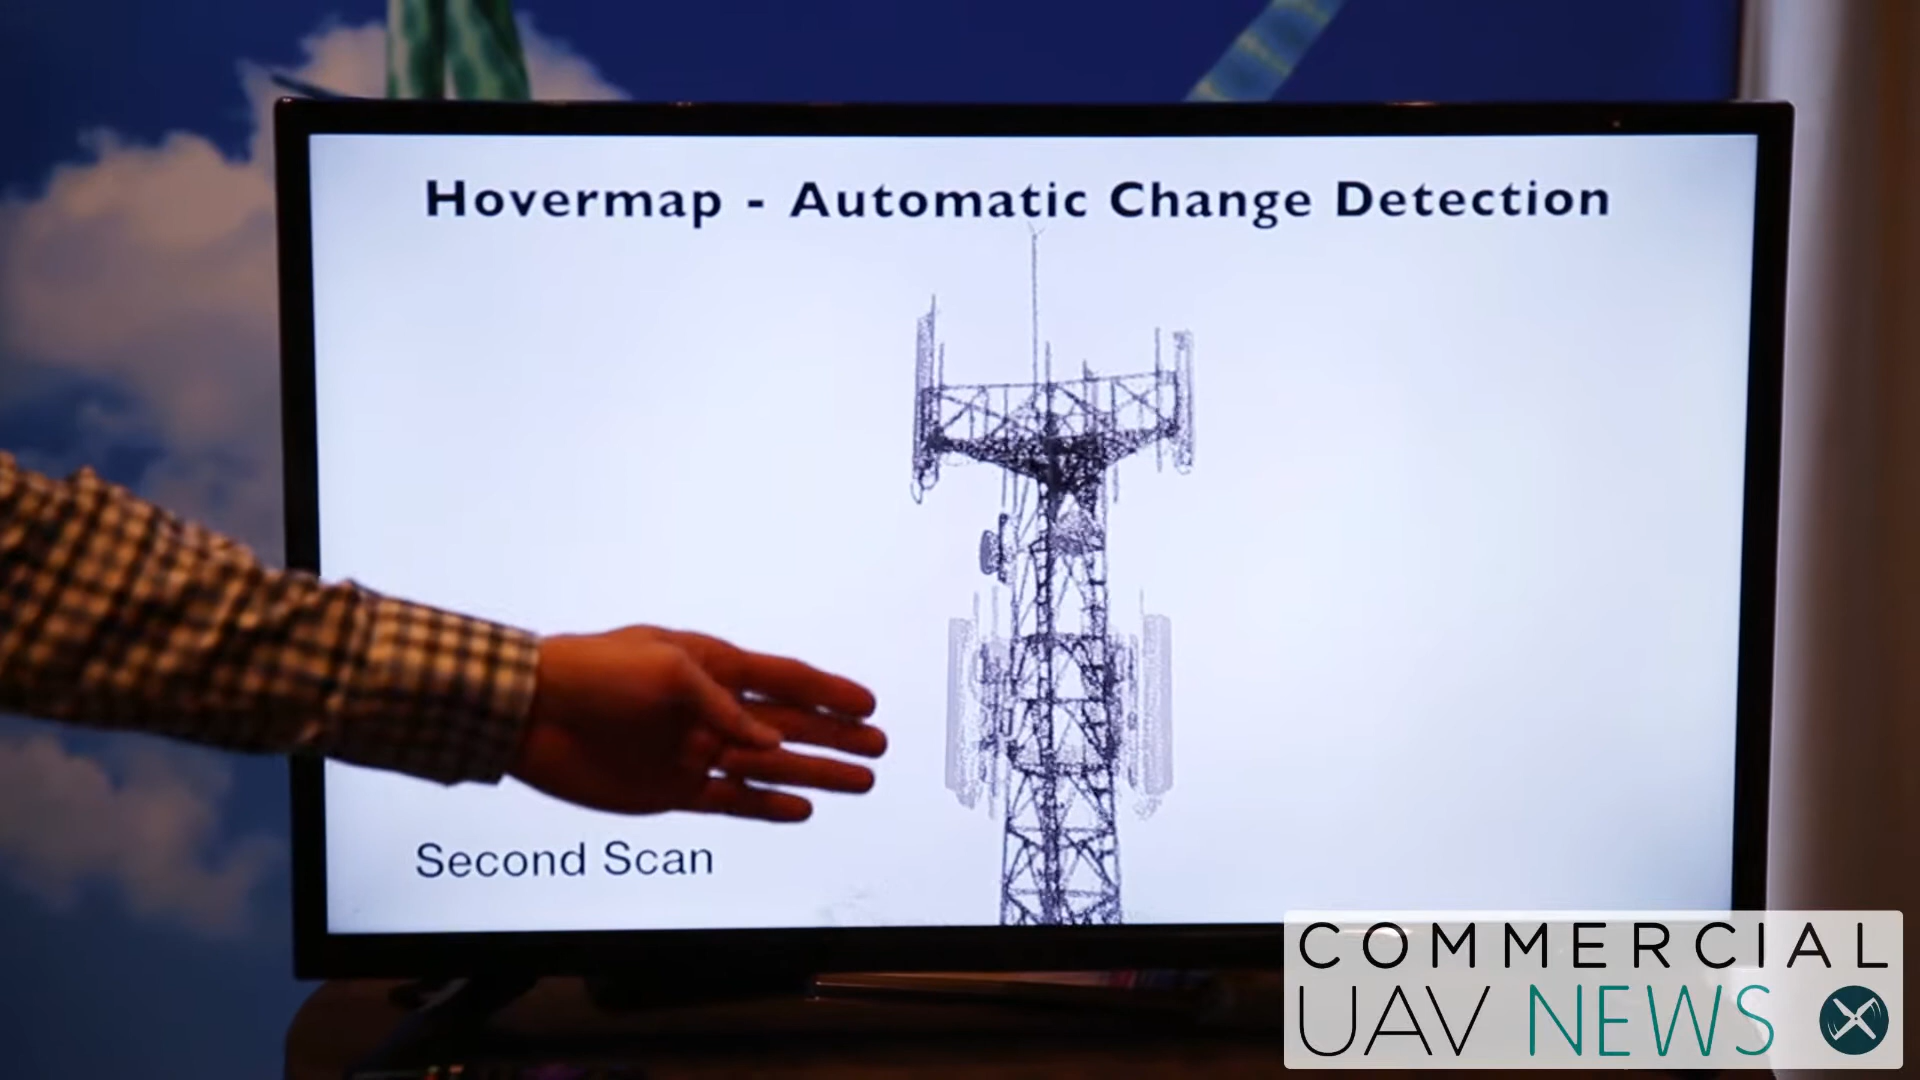 Hovermap - Automatic Change Detection
Second Scan
COMMERCIAL
UAV NEWS